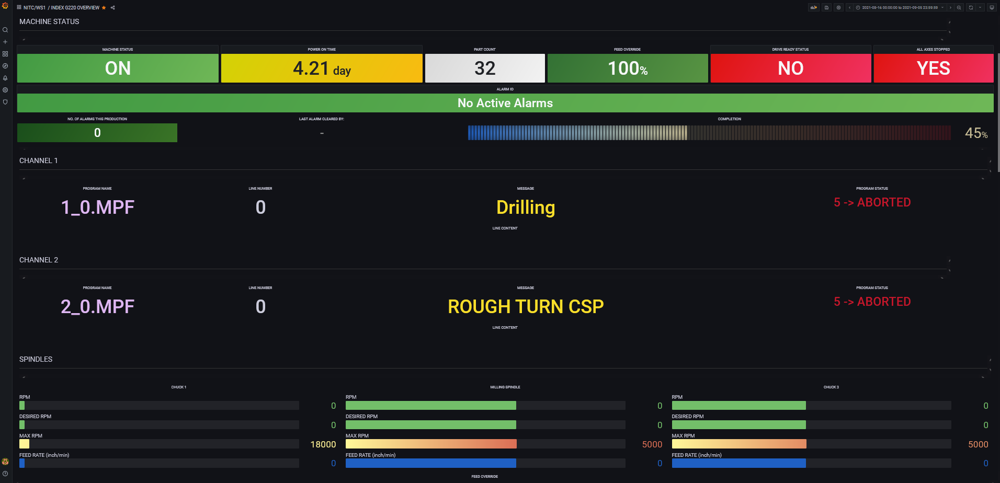 NITC/WS1 / INDEX G220 OVERVIEW
2021-08-16 00:00:00 to 2021-09-05 23:59:59
MACHINE STATUS
MACHINE STATUS POWER ON TIME PART COUNT FEED OVERRIDE DRIVE READY STATUS ALL AXES STOPPED
ON 4.21 day 32 100% NO YES
ALARM ID
No Active Alarms
NO. OF ALARMS THIS PRODUCTION LAST ALARM CLEARED BY: COMPLETION
0 - 45%
CHANNEL 1
PROGRAM NAME LINE NUMBER MESSAGE PROGRAM STATUS
1_0.MPF 0 Drilling 5 -> ABORTED
LINE CONTENT
CHANNEL 2
PROGRAM NAME LINE NUMBER MESSAGE PROGRAM STATUS
2_0.MPF 0 ROUGH TURN CSP 5 -> ABORTED
LINE CONTENT
SPINDLES
CHUCK 1 MILLING SPINDLE CHUCK 3
RPM RPM RPM
0 0 0
DESIRED RPM DESIRED RPM DESIRED RPM
0 0 0
MAX RPM MAX RPM MAX RPM
18000 5000 5000
FEED RATE (inch/min) FEED RATE (inch/min) FEED RATE (inch/min)
0 0 0
FEED OVERRIDE